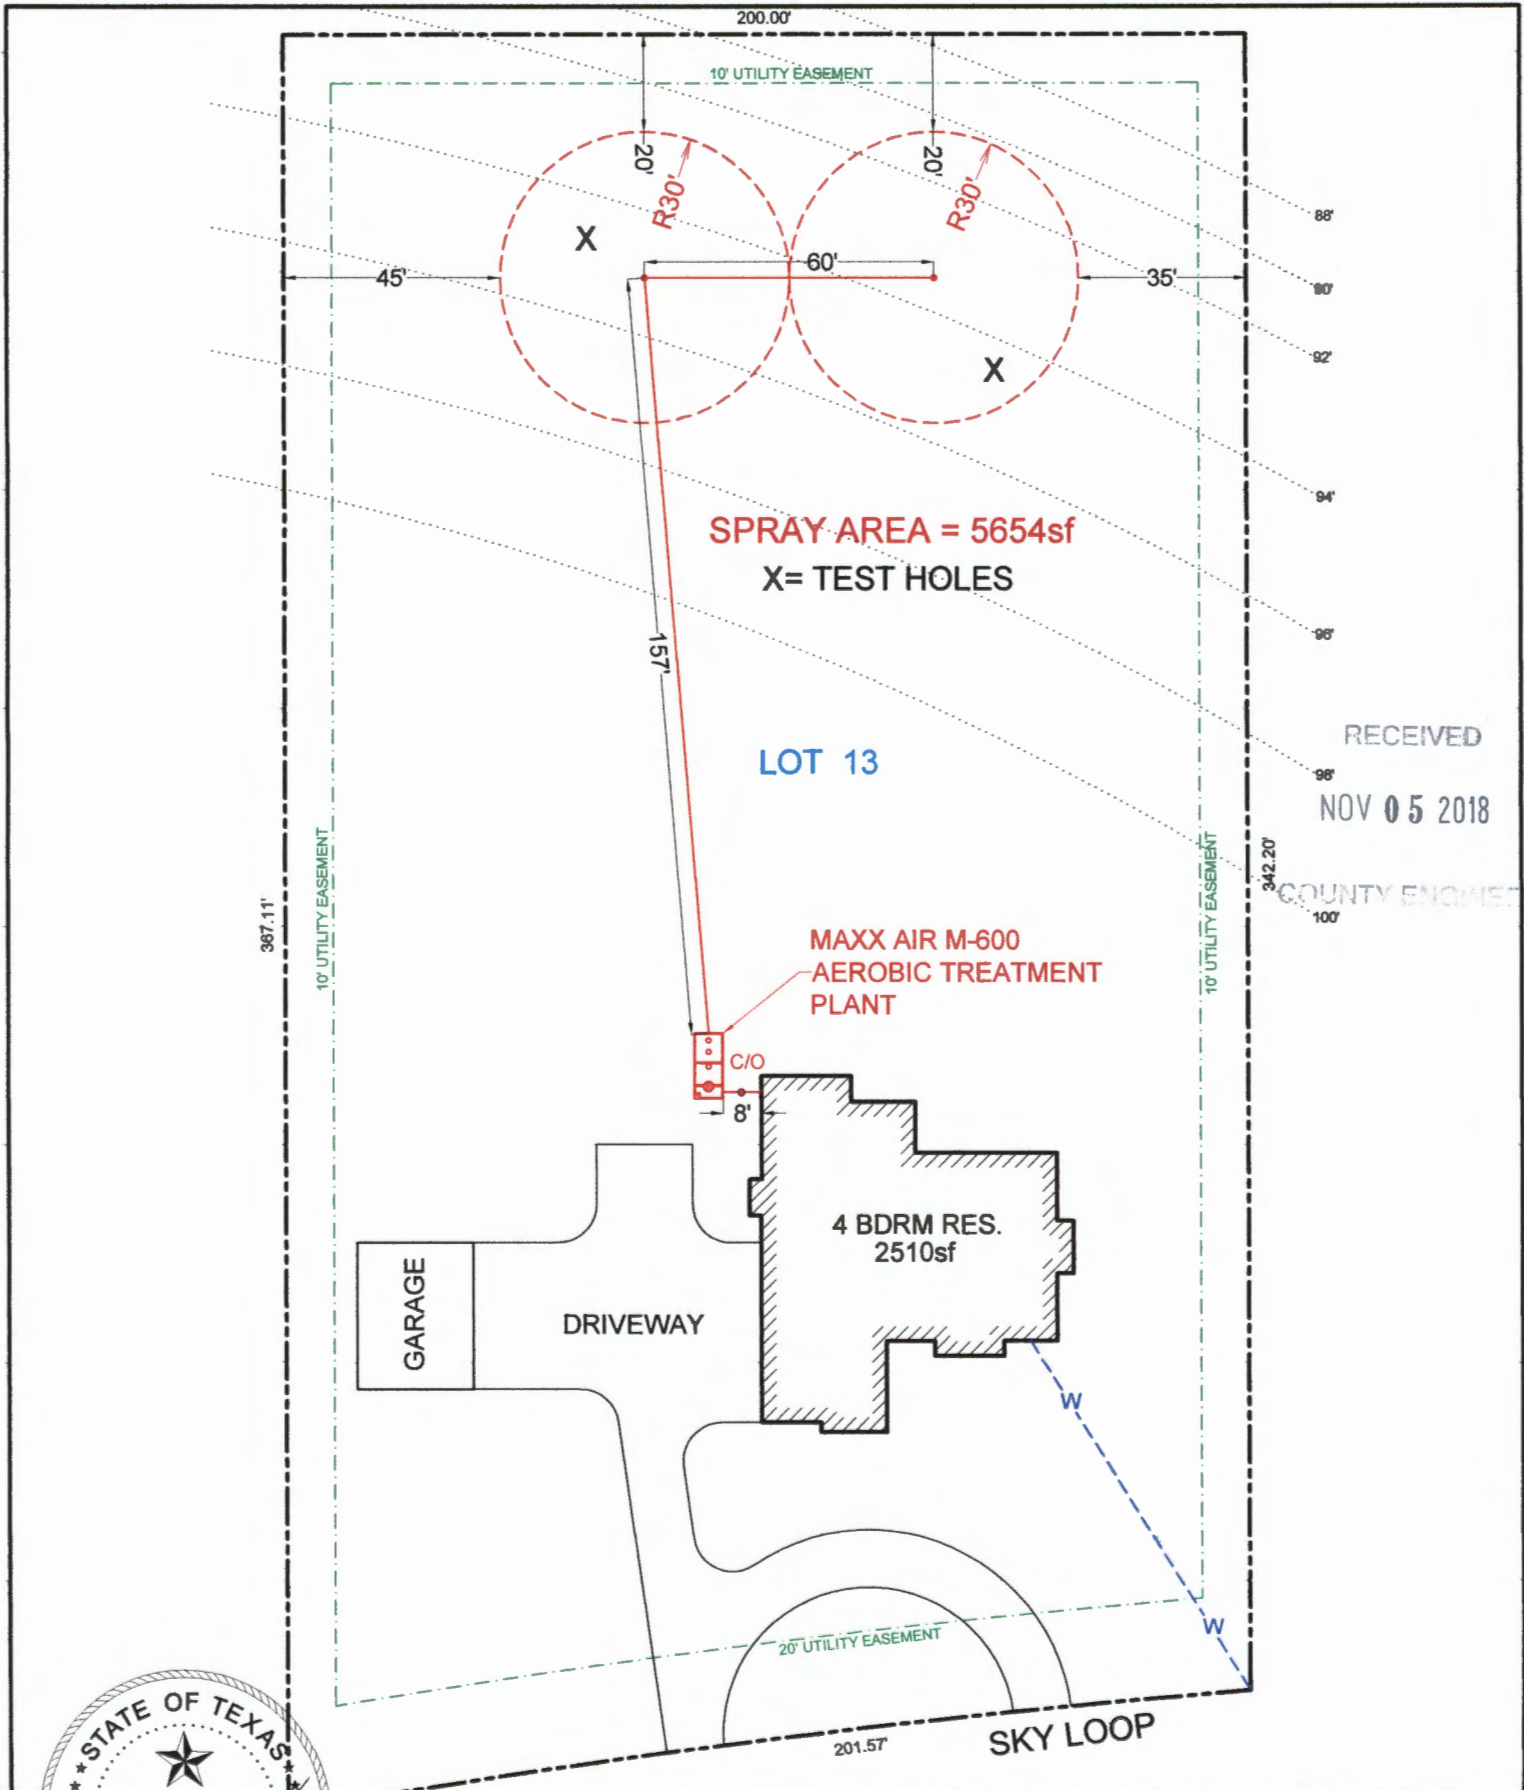 200.00'
10' UTILITY EASEMENT
20'
20'
R30'
R30'
88'
X
45'
60'
35'
90'
92'
X
94'
SPRAY AREA = 5654sf
X= TEST HOLES
96'
157'
RECEIVED
LOT 13
98'
NOV 05 2018
10' UTILITY EASEMENT
10' UTILITY EASEMENT
342.20'
COUNTY ENGINEE
100'
367.11'
MAXX AIR M-600
AEROBIC TREATMENT
PLANT
C/O
8'
4 BDRM RES.
2510sf
GARAGE
DRIVEWAY
W
W
20' UTILITY EASEMENT
STATE OF TEXAS
201.57'
SKY LOOP